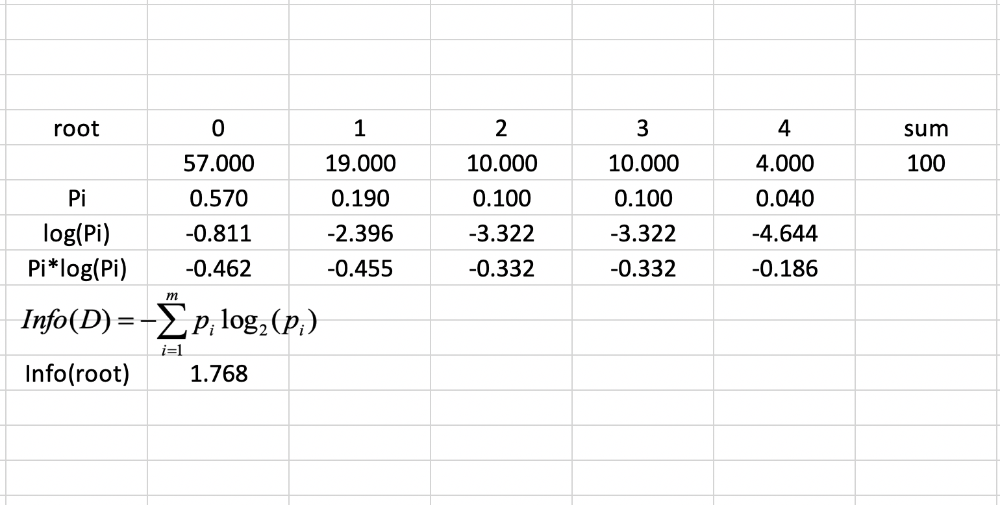 root 0 1 2 3 4 sum
57.000 19.000 10.000 10.000 4.000 100
Pi 0.570 0.190 0.100 0.100 0.040
log(Pi) -0.811 -2.396 -3.322 -3.322 -4.644
Pi*log(Pi) -0.462 -0.455 -0.332 -0.332 -0.186
Info(D) = -∑_{i=1}^{m} p_i log_2(p_i)
Info(root) 1.768